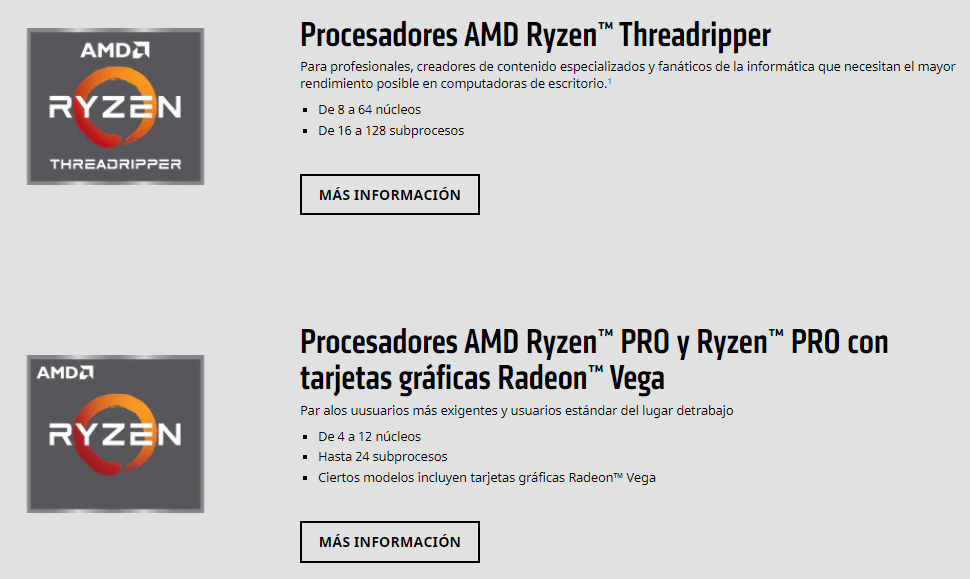 AMD
RYZEN
THREADRIPPER
Procesadores AMD Ryzen™ Threadripper
Para profesionales, creadores de contenido especializados y fanáticos de la informática que necesitan el mayor
rendimiento posible en computadoras de escritorio.¹
▪ De 8 a 64 núcleos
▪ De 16 a 128 subprocesos
MÁS INFORMACIÓN
AMD
RYZEN
Procesadores AMD Ryzen™ PRO y Ryzen™ PRO con
tarjetas gráficas Radeon™ Vega
Par alos uusuarios más exigentes y usuarios estándar del lugar detrabajo
▪ De 4 a 12 núcleos
▪ Hasta 24 subprocesos
▪ Ciertos modelos incluyen tarjetas gráficas Radeon™ Vega
MÁS INFORMACIÓN